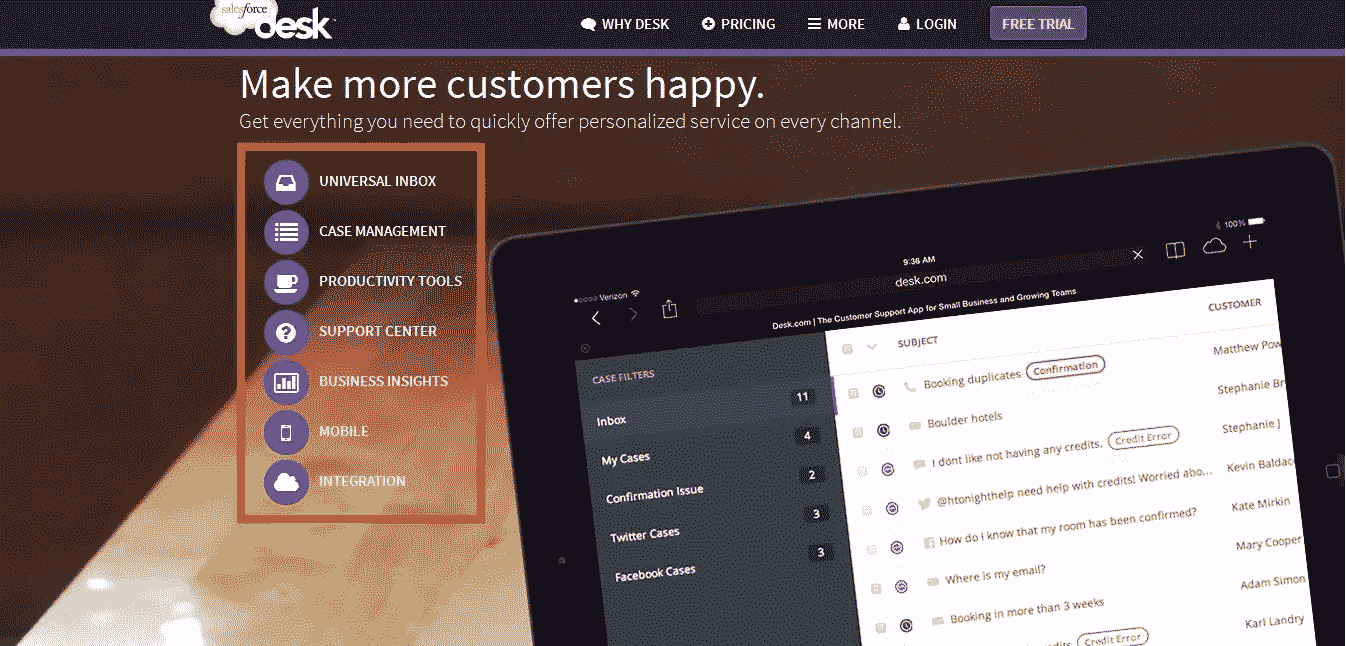 salesforce
desk
WHY DESK
PRICING
MORE
LOGIN
FREE TRIAL
Make more customers happy.
Get everything you need to quickly offer personalized service on every channel.
UNIVERSAL INBOX
CASE MANAGEMENT
PRODUCTIVITY TOOLS
SUPPORT CENTER
BUSINESS INSIGHTS
MOBILE
INTEGRATION
Verizon
9:36 AM
100%
desk.com
Desk.com | The Customer Support App for Small Business and Growing Teams
CASE FILTERS
Inbox 11
My Cases 4
Confirmation Issue 2
Twitter Cases 3
Facebook Cases 3
SUBJECT CUSTOMER
Booking duplicates Confirmation Matthew Pow
Boulder hotels Stephanie Br
I dont like not having any credits. Credit Error Stephanie J
@htonighthelp need help with credits! Worried abo... Kevin Baldac
How do I know that my room has been confirmed? Kate Mirkin
Where is my email? Mary Cooper
Booking in more than 3 weeks Adam Simon
Credit Error Karl Landry